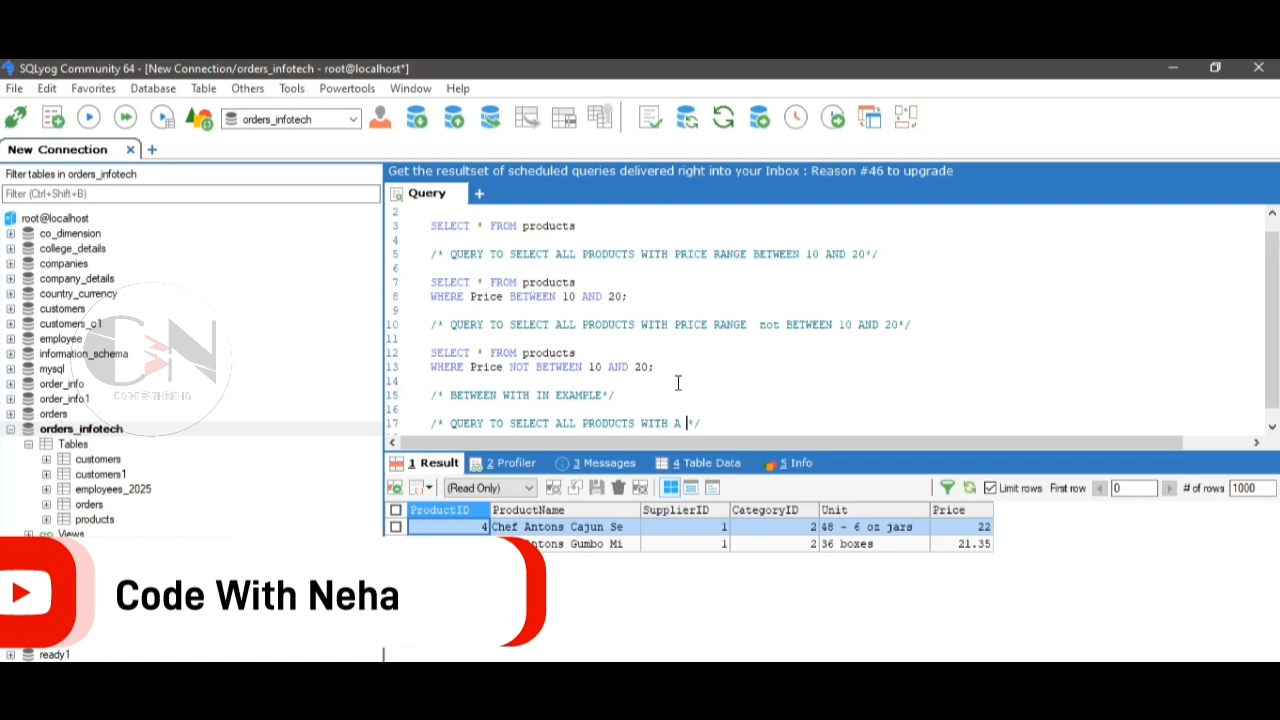 SQLyog Community 64 - [New Connection/orders_infotech - root@localhost*]
File Edit Favorites Database Table Others Tools Powertools Window Help
orders_infotech
New Connection
Filter tables in orders_infotech
Filter (Ctrl+Shift+B)
root@localhost
co_dimension
college_details
companies
company_details
country_currency
customers
customers_c1
employee
information_schema
mysql
order_info
order_info1
orders
orders_infotech
Tables
customers
customers1
employees_2025
orders
products
Views
ready1
CODEWITHNEHA
Get the resultset of scheduled queries delivered right into your Inbox : Reason #46 to upgrade
Query
2
3 SELECT * FROM products
4
5 /* QUERY TO SELECT ALL PRODUCTS WITH PRICE RANGE BETWEEN 10 AND 20*/
6
7 SELECT * FROM products
8 WHERE Price BETWEEN 10 AND 20;
9
10 /* QUERY TO SELECT ALL PRODUCTS WITH PRICE RANGE  not BETWEEN 10 AND 20*/
11
12 SELECT * FROM products
13 WHERE Price NOT BETWEEN 10 AND 20;
14
15 /* BETWEEN WITH IN EXAMPLE*/
16
17 /* QUERY TO SELECT ALL PRODUCTS WITH A */
1 Result 2 Profiler 3 Messages 4 Table Data 5 Info
(Read Only) Limit rows First row 0 # of rows 1000
ProductID ProductName SupplierID CategoryID Unit Price
4 Chef Antons Cajun Se 1 2 48 - 6 oz jars 22
ntons Gumbo Mi 1 2 36 boxes 21.35
Code With Neha